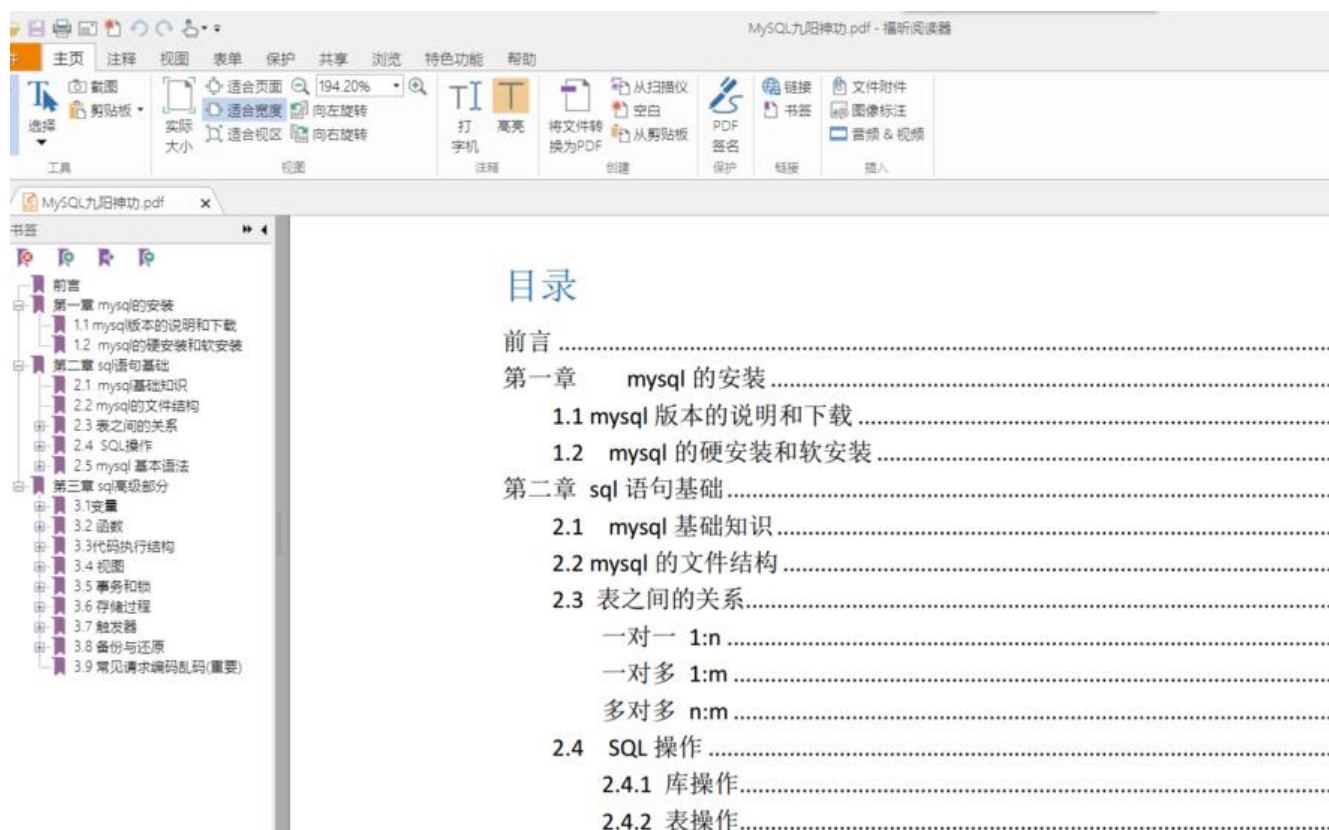 MySQL九阳神功.pdf - 福昕阅读器
主页 注释 视图 表单 保护 共享 浏览 特色功能 帮助
选择
截图
剪贴板
工具
实际大小
适合页面
适合宽度
适合视区
194.20%
向左旋转
向右旋转
视图
打字机
高亮
注释
将文件转换为PDF
从扫描仪
空白
从剪贴板
创建
PDF签名
保护
链接
书签
链接
文件附件
图像标注
音频 & 视频
插入
MySQL九阳神功.pdf x
书签
前言
第一章 mysql的安装
1.1 mysql版本的说明和下载
1.2 mysql的硬安装和软安装
第二章 sql语句基础
2.1 mysql基础知识
2.2 mysql的文件结构
2.3 表之间的关系
2.4 SQL操作
2.5 mysql 基本语法
第三章 sql高级部分
3.1变量
3.2 函数
3.3代码执行结构
3.4 视图
3.5 事务和锁
3.6 存储过程
3.7 触发器
3.8 备份与还原
3.9 常见请求编码乱码(重要)
目录
前言
第一章 mysql 的安装
1.1 mysql 版本的说明和下载
1.2 mysql 的硬安装和软安装
第二章 sql 语句基础
2.1 mysql 基础知识
2.2 mysql 的文件结构
2.3 表之间的关系
一对一 1:n
一对多 1:m
多对多 n:m
2.4 SQL 操作
2.4.1 库操作
2.4.2 表操作